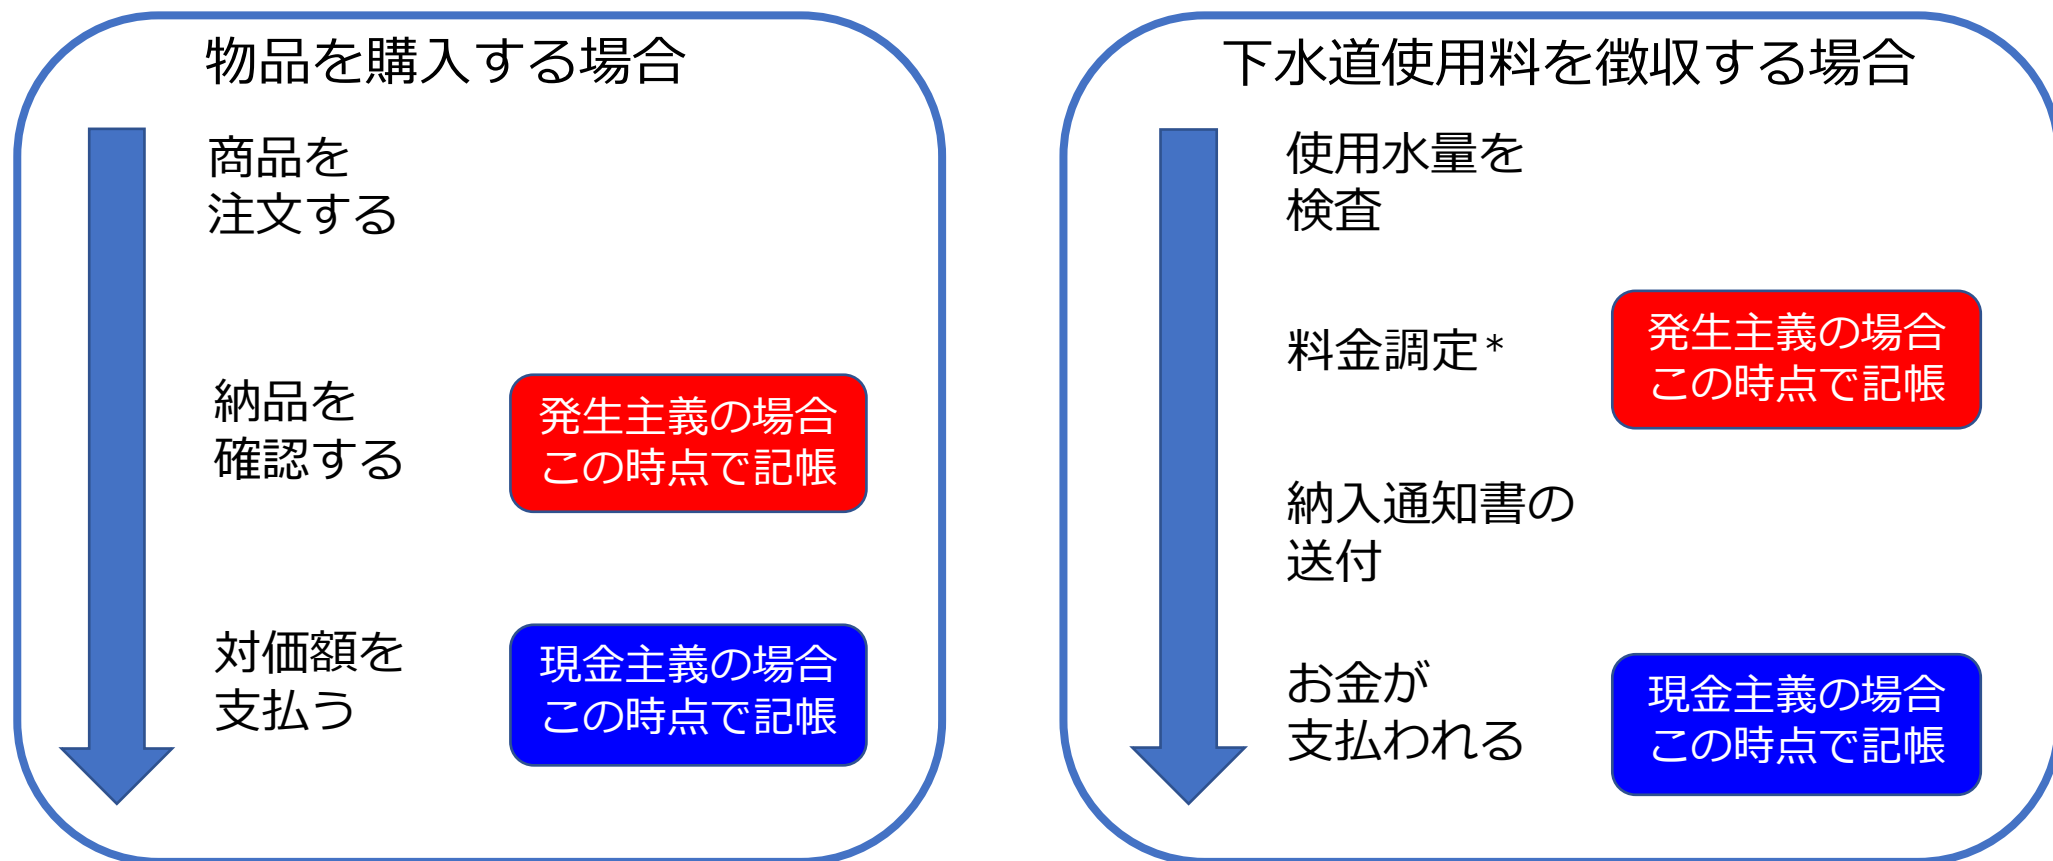 物品を購入する場合
商品を
注文する
納品を
確認する
発生主義の場合
この時点で記帳
対価額を
支払う
現金主義の場合
この時点で記帳
下水道使用料を徴収する場合
使用水量を
検査
料金調定*
発生主義の場合
この時点で記帳
納入通知書の
送付
お金が
支払われる
現金主義の場合
この時点で記帳